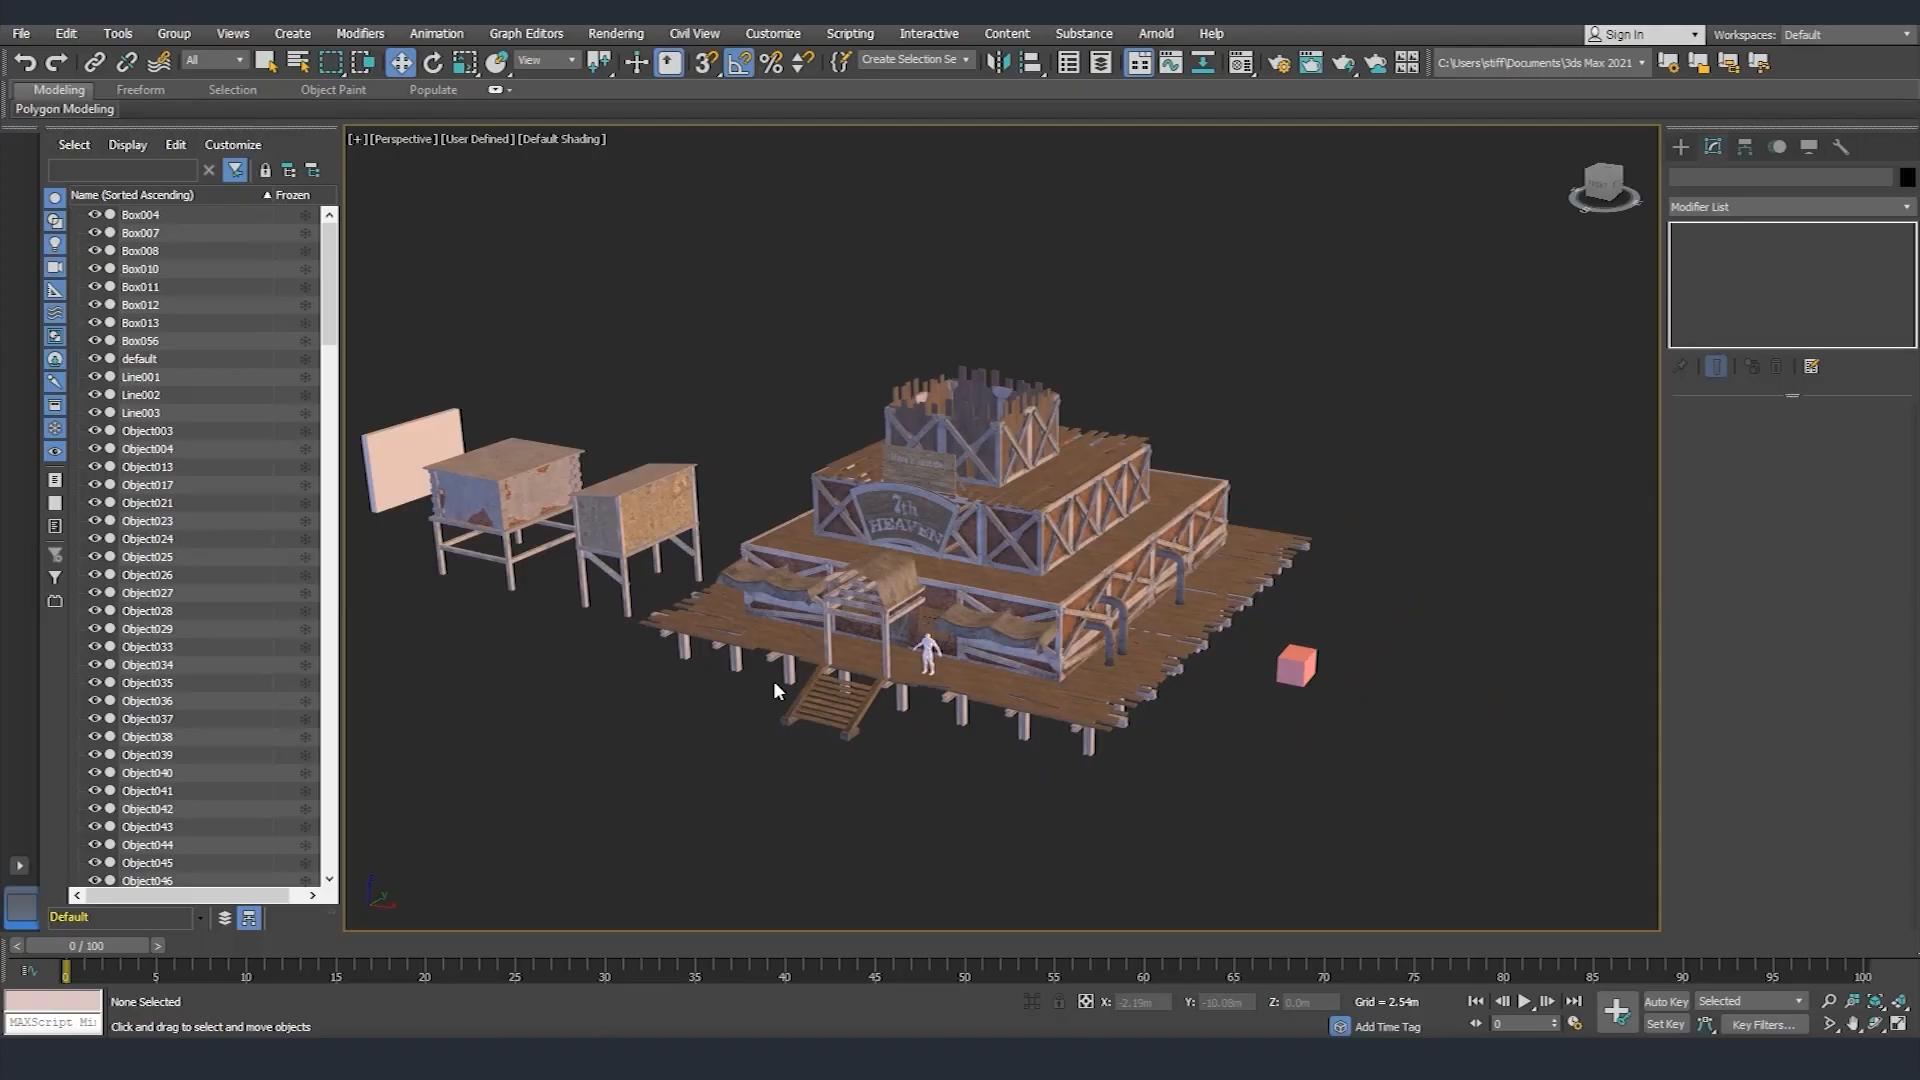 File Edit Tools Group Views Create Modifiers Animation Graph Editors Rendering Civil View Customize Scripting Interactive Content Substance Arnold Help Sign In Workspaces: Default
All View Create Selection Se C:\Users\stiff\Documents\3ds Max 2021
Modeling Freeform Selection Object Paint Populate
Polygon Modeling
Select Display Edit Customize
[+] [Perspective ] [User Defined ] [Default Shading ]
Name (Sorted Ascending) Frozen
Modifier List
Box004
Box007
Box008
Box010
Box011
Box012
Box013
Box056
default
Line001
Line002
Line003
Object003
Object004
Object013
Object017
Object021
Object023
Object024
Object025
Object026
Object027
Object028
Object029
Object033
Object034
Object035
Object036
Object037
Object038
Object039
Object040
Object041
Object042
Object043
Object044
Object045
Object046
7th
HEAVEN
Default
0 / 100
0 5 10 15 20 25 30 35 40 45 50 55 60 65 70 75 80 85 90 95 100
None Selected X: -2.19m Y: -10.08m Z: 0.0m Grid = 2.54m Auto Key Selected
MAXScript Mi Click and drag to select and move objects Add Time Tag 0 Set Key Key Filters...